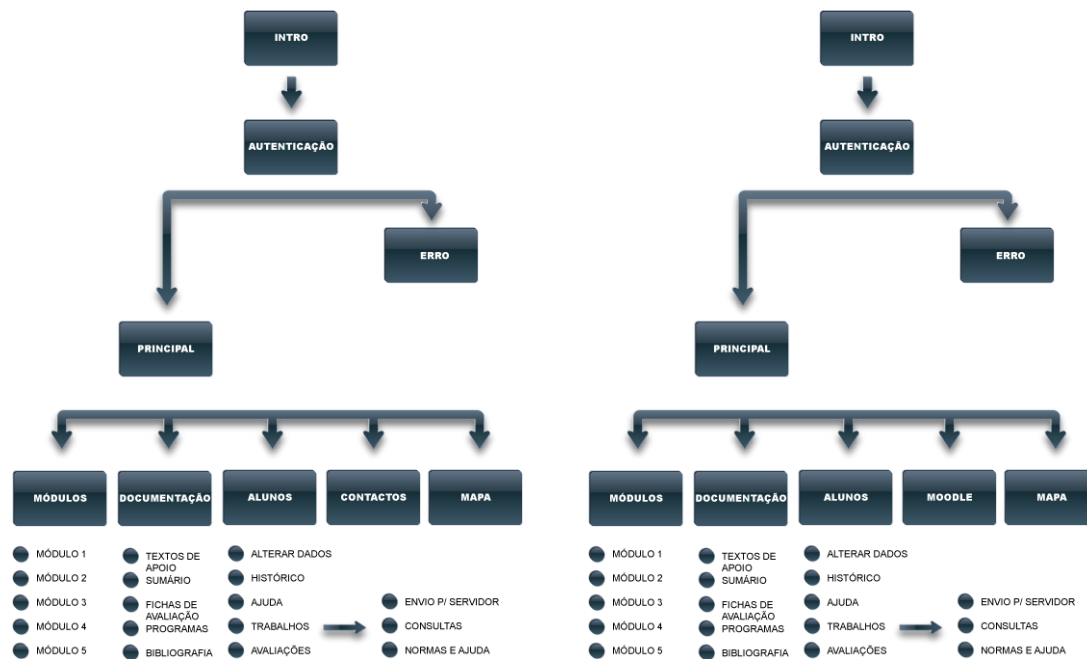 INTRO
AUTENTICAÇÃO
ERRO
PRINCIPAL
MÓDULOS
DOCUMENTAÇÃO
ALUNOS
CONTACTOS
MAPA
MÓDULO 1
MÓDULO 2
MÓDULO 3
MÓDULO 4
MÓDULO 5
TEXTOS DE
APOIO
SUMÁRIO
FICHAS DE
AVALIAÇÃO
PROGRAMAS
BIBLIOGRAFIA
ALTERAR DADOS
HISTÓRICO
AJUDA
TRABALHOS
AVALIAÇÕES
ENVIO P/ SERVIDOR
CONSULTAS
NORMAS E AJUDA
INTRO
AUTENTICAÇÃO
ERRO
PRINCIPAL
MÓDULOS
DOCUMENTAÇÃO
ALUNOS
MOODLE
MAPA
MÓDULO 1
MÓDULO 2
MÓDULO 3
MÓDULO 4
MÓDULO 5
TEXTOS DE
APOIO
SUMÁRIO
FICHAS DE
AVALIAÇÃO
PROGRAMAS
BIBLIOGRAFIA
ALTERAR DADOS
HISTÓRICO
AJUDA
TRABALHOS
AVALIAÇÕES
ENVIO P/ SERVIDOR
CONSULTAS
NORMAS E AJUDA